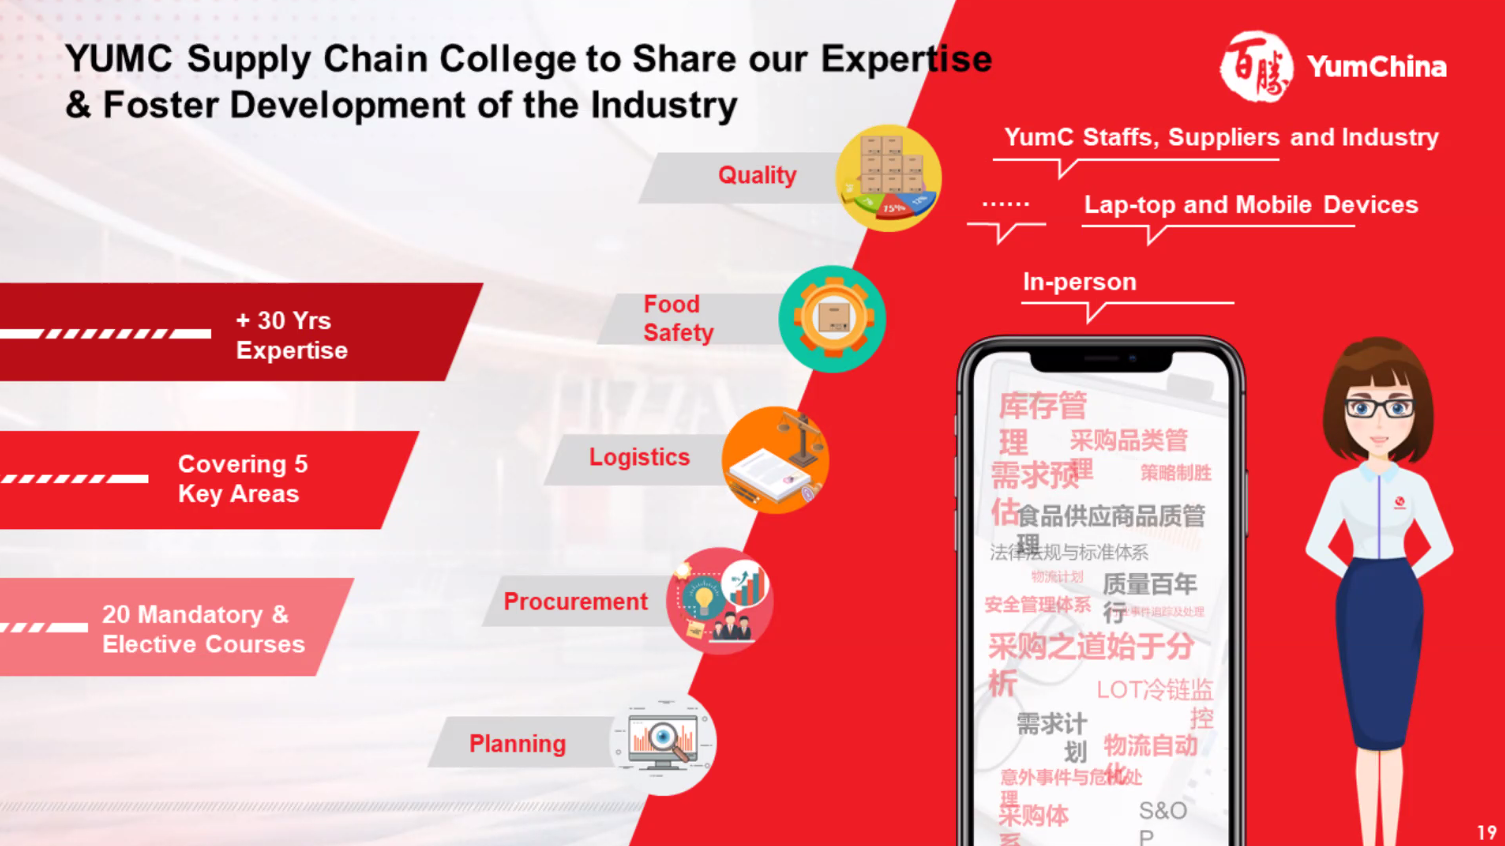 YUMC Supply Chain College to Share our Expertise
& Foster Development of the Industry
百勝 YumChina
YumC Staffs, Suppliers and Industry
...... Lap-top and Mobile Devices
In-person
Quality
15%
Food
Safety
Logistics
Procurement
Planning
+ 30 Yrs
Expertise
Covering 5
Key Areas
20 Mandatory &
Elective Courses
库存管
理
采购品类管
理
需求预
估
策略制胜
食品供应商品质管
理
法律法规与标准体系
物流计划
质量百年
行
安全管理体系
事件追踪及处理
采购之道始于分
析
LOT冷链监
控
需求计
划
物流自动
化
意外事件与危机处
理
采购体
系
S&O
P
19